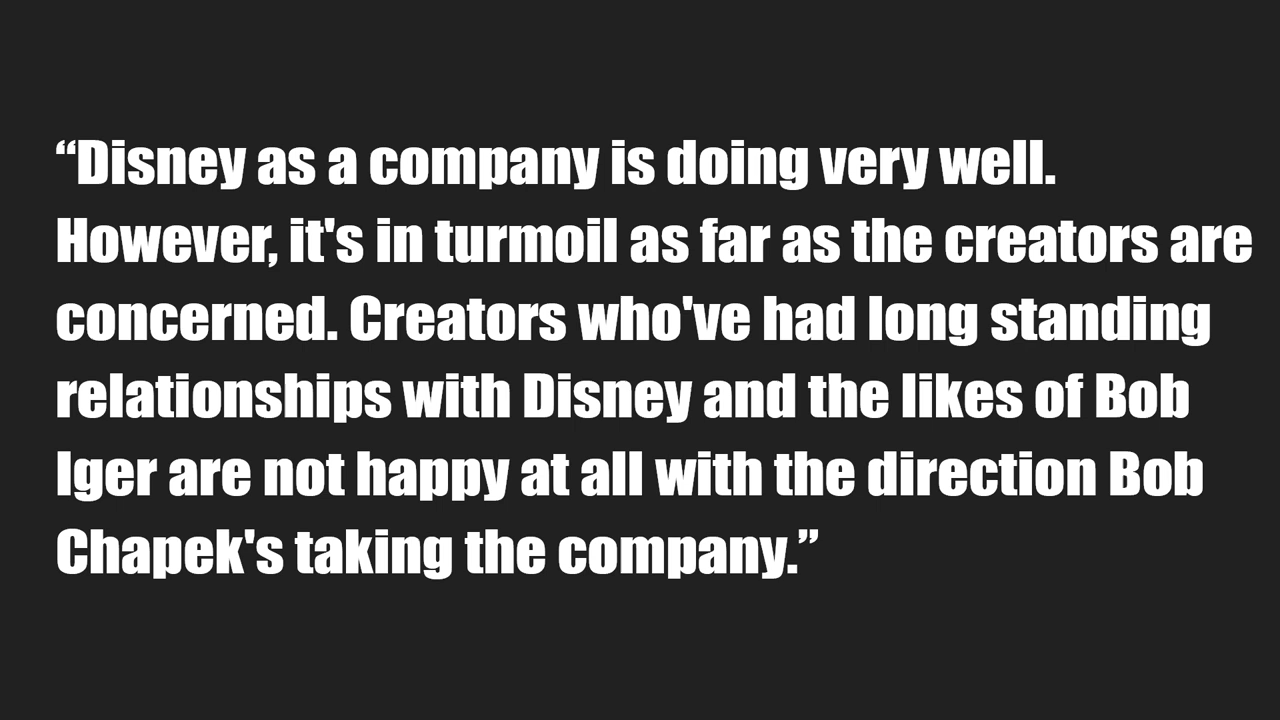 “Disney as a company is doing very well.
However, it's in turmoil as far as the creators are
concerned. Creators who've had long standing
relationships with Disney and the likes of Bob
Iger are not happy at all with the direction Bob
Chapek's taking the company.”